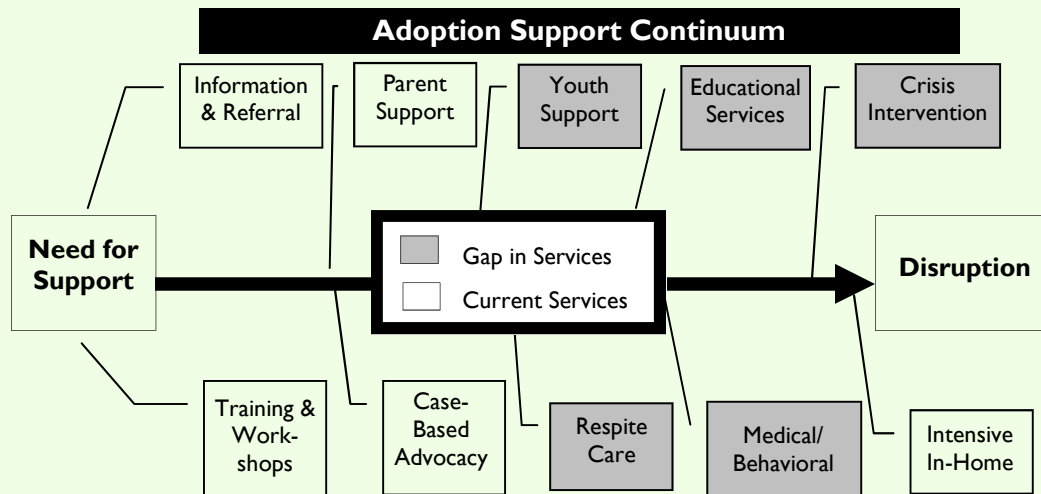 Adoption Support Continuum
Information
& Referral
Parent
Support
Youth
Support
Educational
Services
Crisis
Intervention
Need for
Support
Gap in Services
Current Services
Disruption
Training &
Work-
shops
Case-
Based
Advocacy
Respite
Care
Medical/
Behavioral
Intensive
In-Home